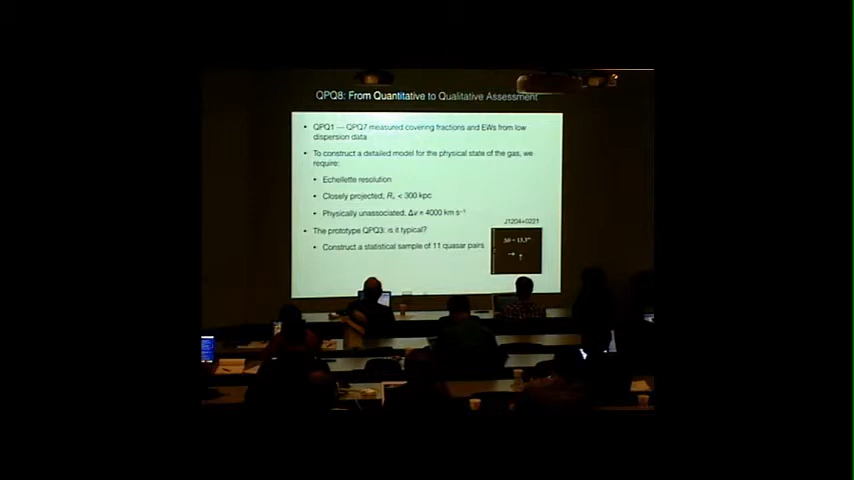 QPQ8: From Quantitative to Qualitative Assessment
• QPQ1 — QPQ7 measured covering fractions and EWs from low
dispersion data
• To construct a detailed model for the physical state of the gas, we
require:
• Echellette resolution
• Closely projected, R⊥ < 300 kpc
• Physically unassociated, Δv ≈ 4000 km s⁻¹
• The prototype QPQ3: is it typical?
• Construct a statistical sample of 11 quasar pairs
J1204+0221
Δθ = 13.3"